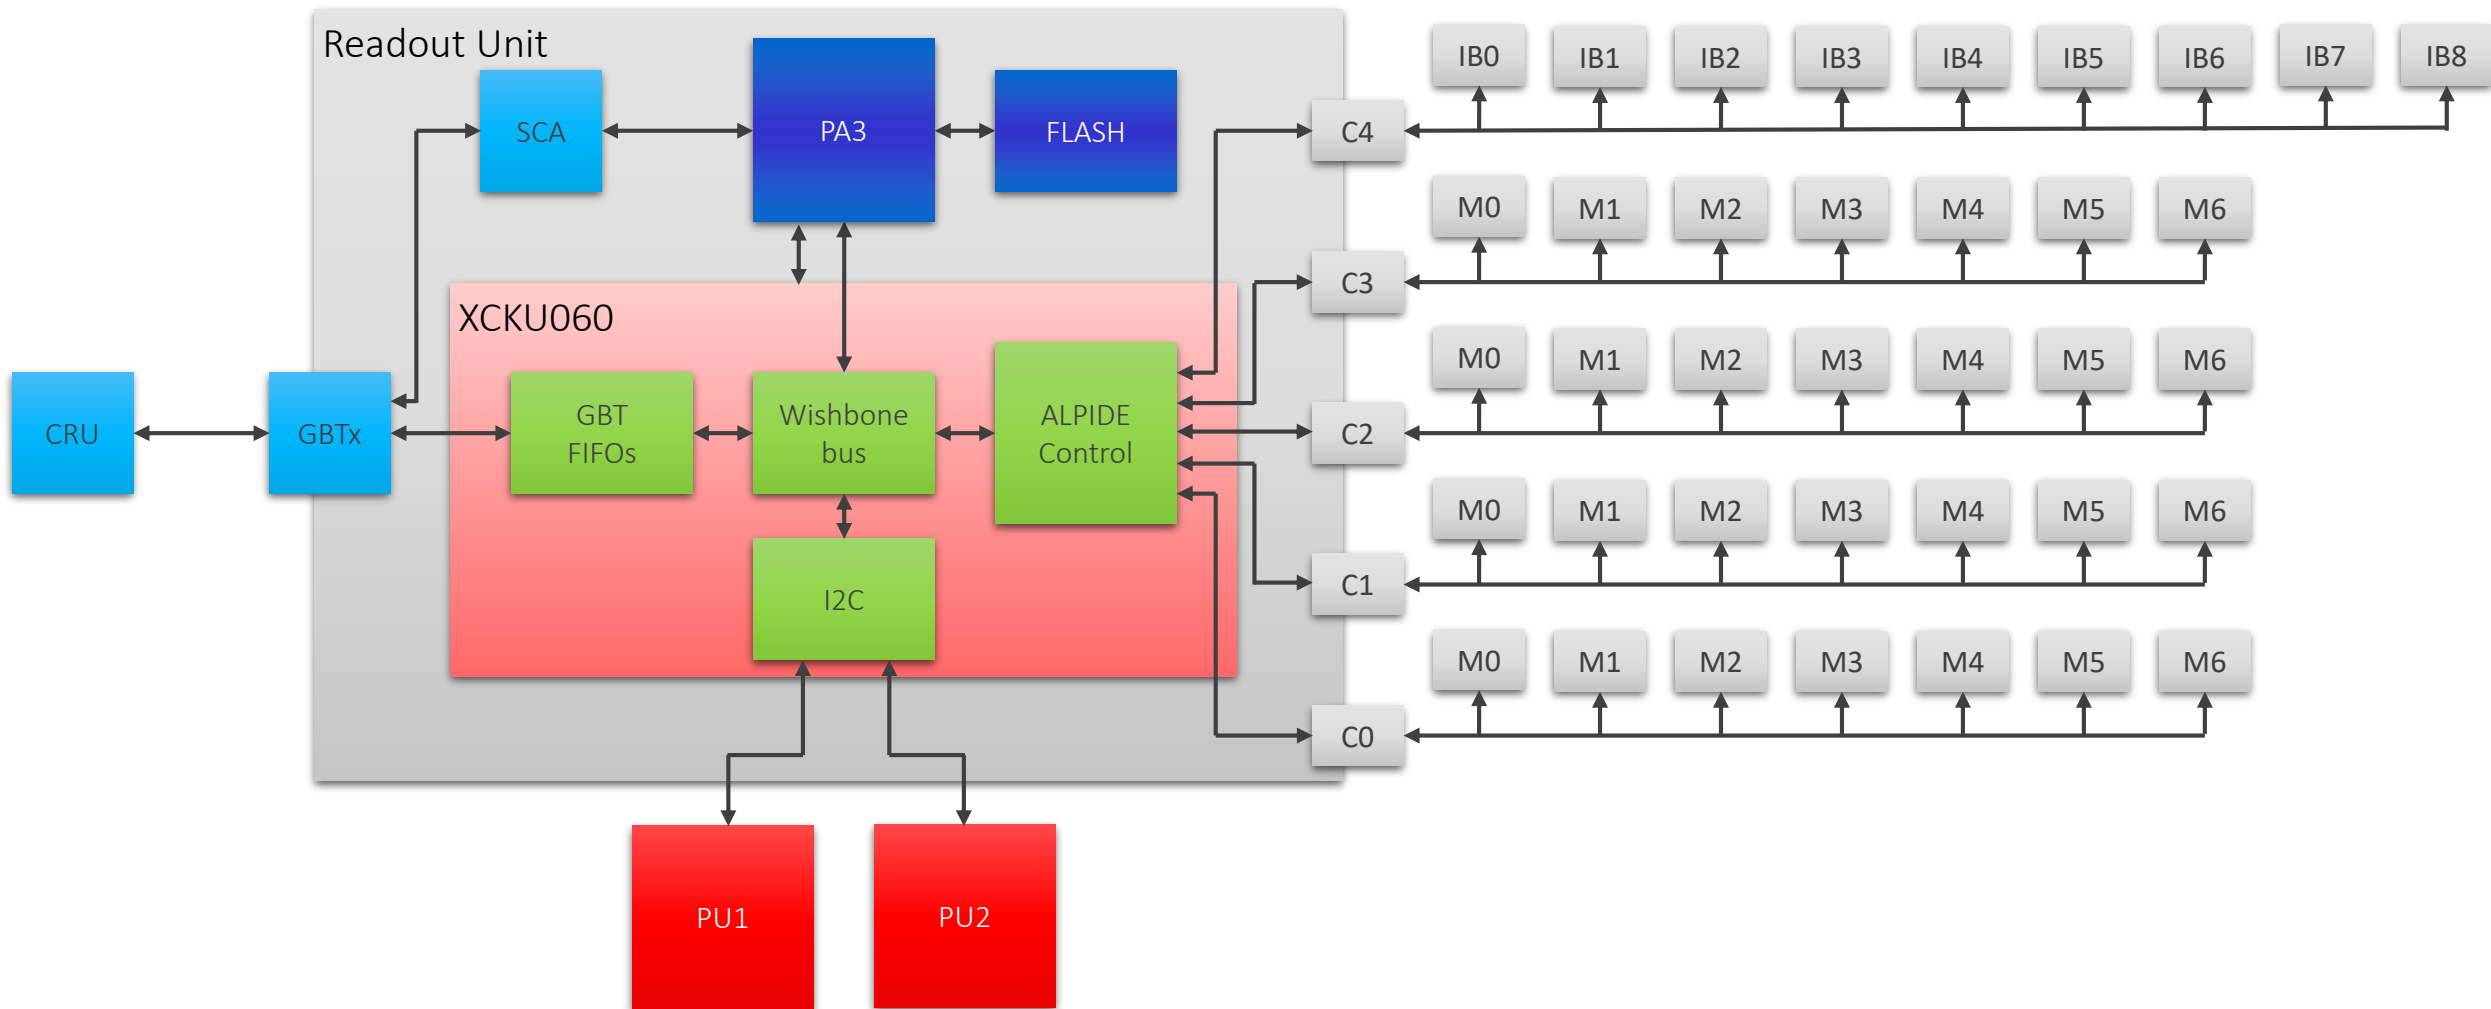 Readout Unit
SCA
PA3
FLASH
XCKU060
CRU
GBTx
GBT
FIFOs
Wishbone
bus
ALPIDE
Control
I2C
PU1
PU2
C4
IB0 IB1 IB2 IB3 IB4 IB5 IB6 IB7 IB8
C3
M0 M1 M2 M3 M4 M5 M6
C2
M0 M1 M2 M3 M4 M5 M6
C1
M0 M1 M2 M3 M4 M5 M6
C0
M0 M1 M2 M3 M4 M5 M6